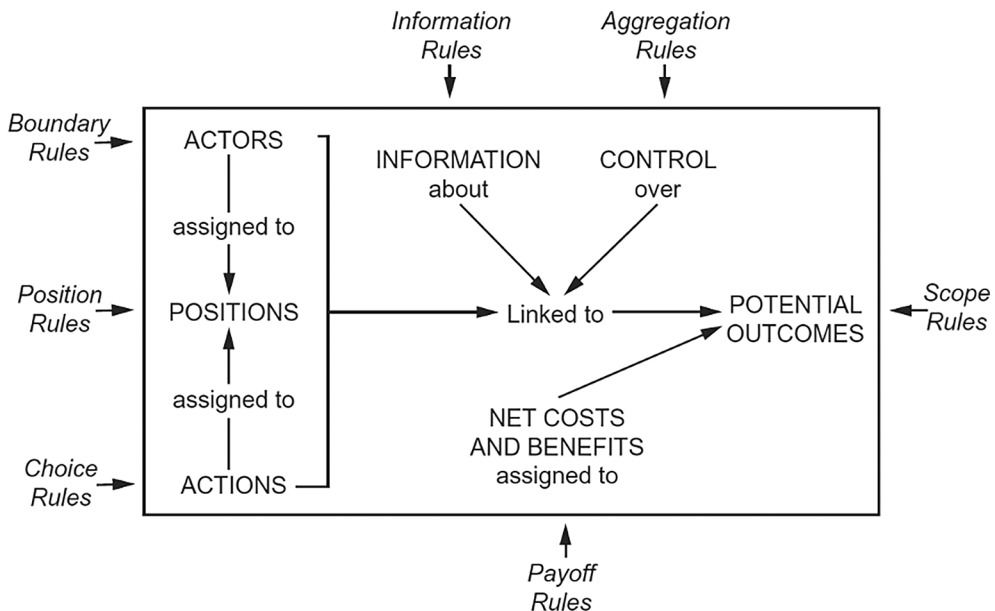 Information
Rules
Aggregation
Rules
Boundary
Rules
ACTORS
INFORMATION
about
CONTROL
over
assigned to
Position
Rules
POSITIONS
Linked to
POTENTIAL
OUTCOMES
Scope
Rules
assigned to
NET COSTS
AND BENEFITS
assigned to
Choice
Rules
ACTIONS
Payoff
Rules